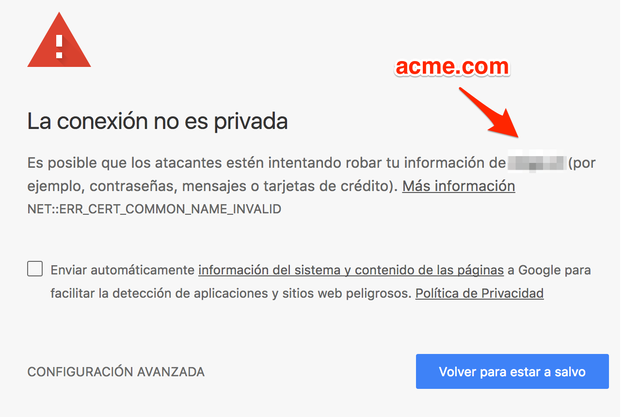 acme.com
La conexión no es privada
Es posible que los atacantes estén intentando robar tu información de (por
ejemplo, contraseñas, mensajes o tarjetas de crédito). Más información
NET::ERR_CERT_COMMON_NAME_INVALID
Enviar automáticamente información del sistema y contenido de las páginas a Google para
facilitar la detección de aplicaciones y sitios web peligrosos. Política de Privacidad
CONFIGURACIÓN AVANZADA
Volver para estar a salvo